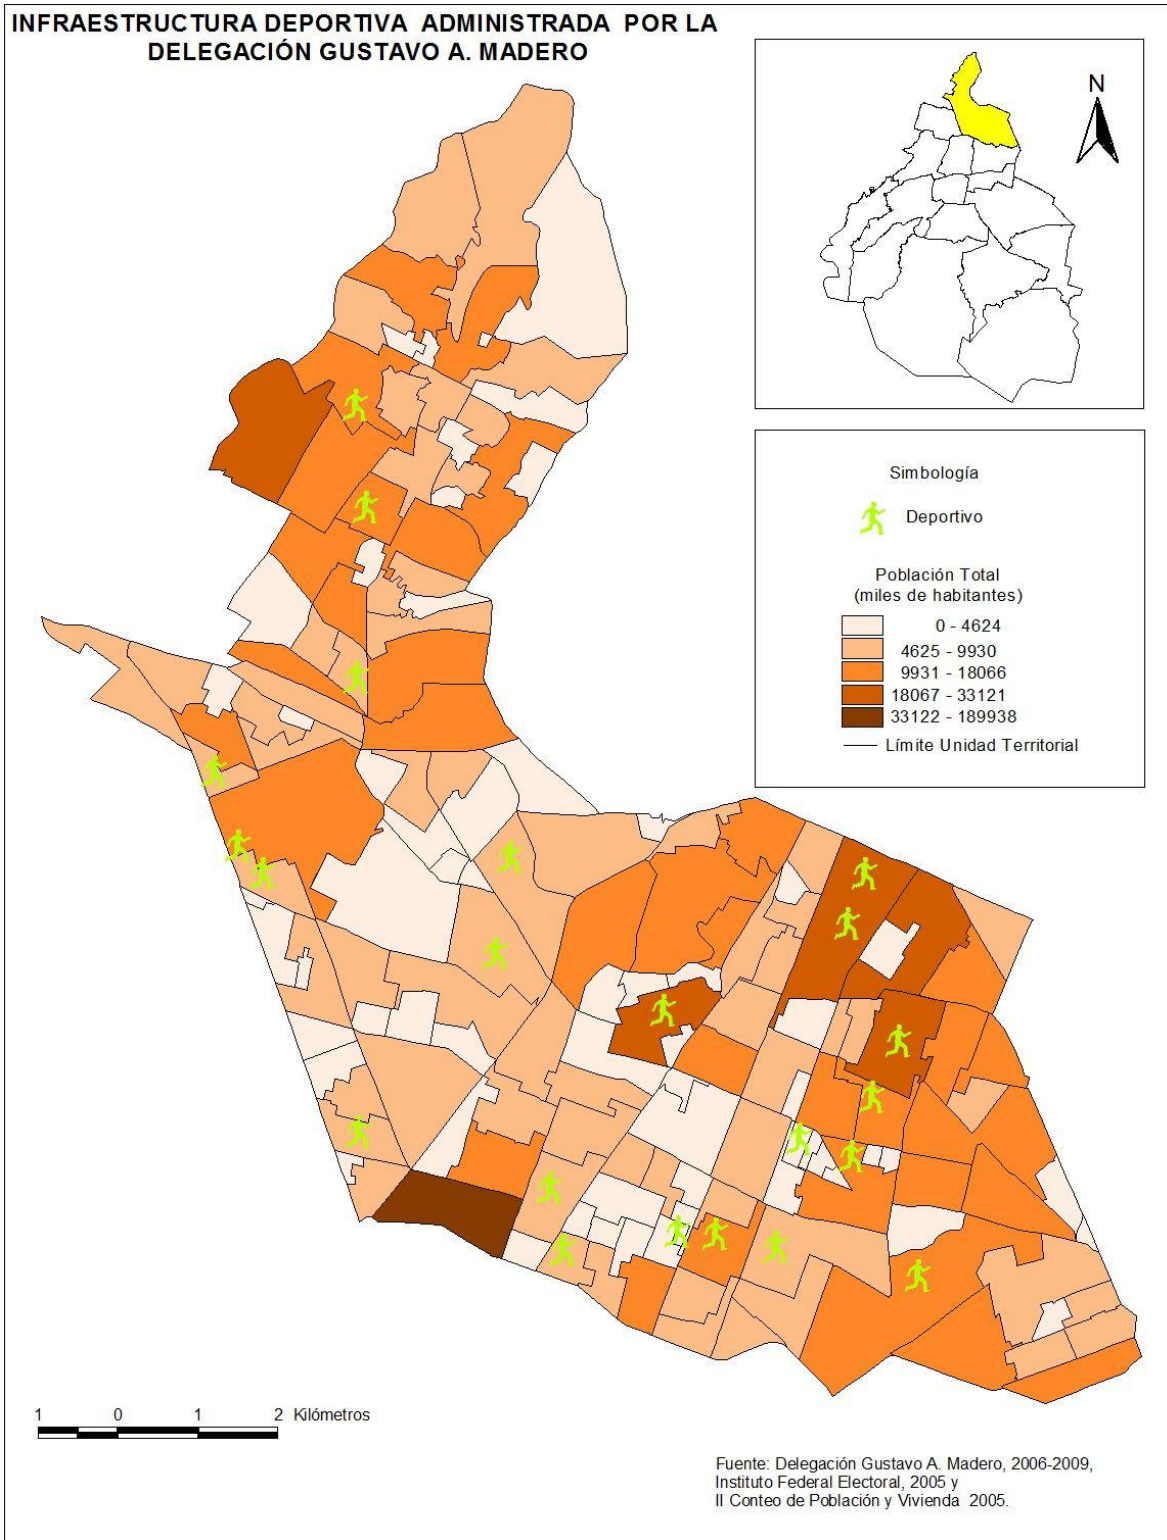 INFRAESTRUCTURA DEPORTIVA ADMINISTRADA POR LA
DELEGACIÓN GUSTAVO A. MADERO
N
Simbología
Deportivo
Población Total
(miles de habitantes)
0 - 4624
4625 - 9930
9931 - 18066
18067 - 33121
33122 - 189938
Límite Unidad Territorial
1 0 1 2 Kilómetros
Fuente: Delegación Gustavo A. Madero, 2006-2009,
Instituto Federal Electoral, 2005 y
II Conteo de Población y Vivienda 2005.